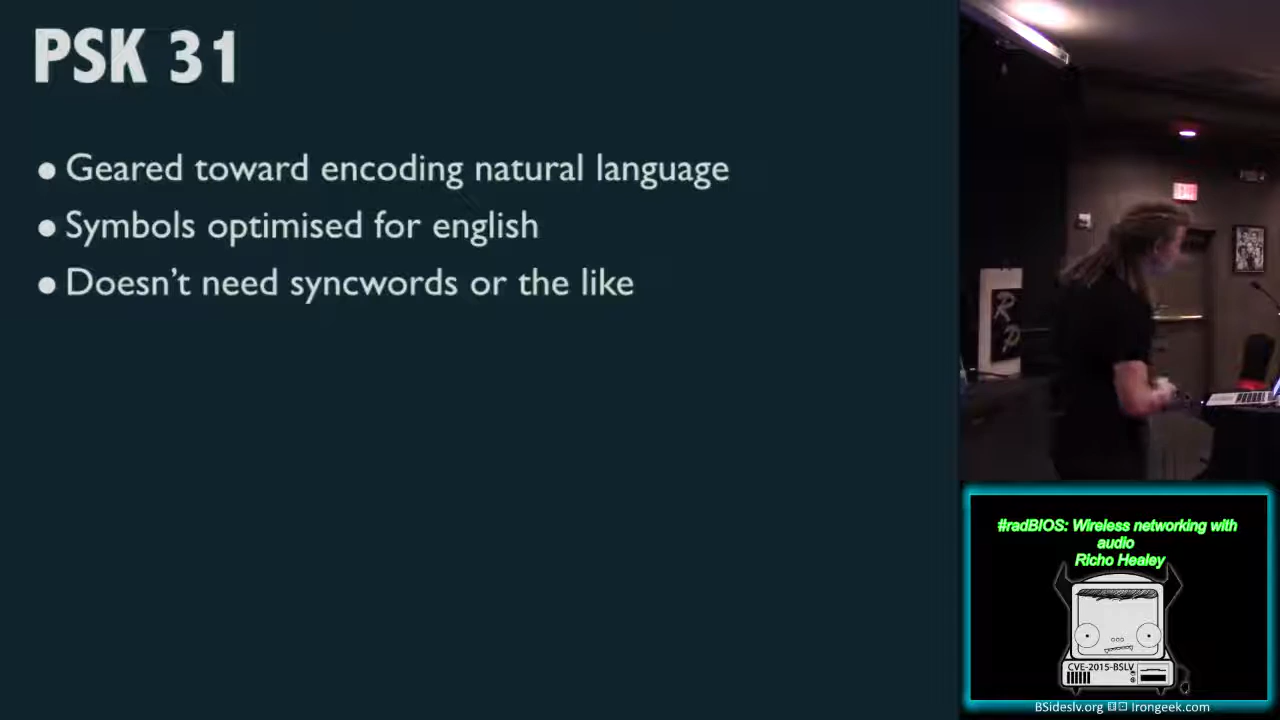 PSK 31
• Geared toward encoding natural language
• Symbols optimised for english
• Doesn't need syncwords or the like
R
P
#radBIOS: Wireless networking with
audio
Richo Healey
CVE-2015-BSLV
BSideslv.org Irongeek.com